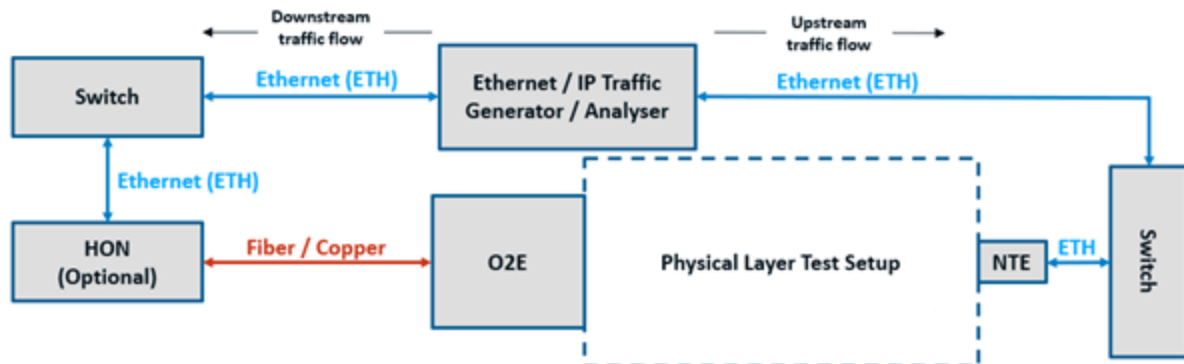 Downstream
traffic flow
Upstream
traffic flow
Switch
Ethernet (ETH)
Ethernet / IP Traffic
Generator / Analyser
Ethernet (ETH)
Ethernet (ETH)
HON
(Optional)
Fiber / Copper
O2E
Physical Layer Test Setup
NTE
ETH
Switch